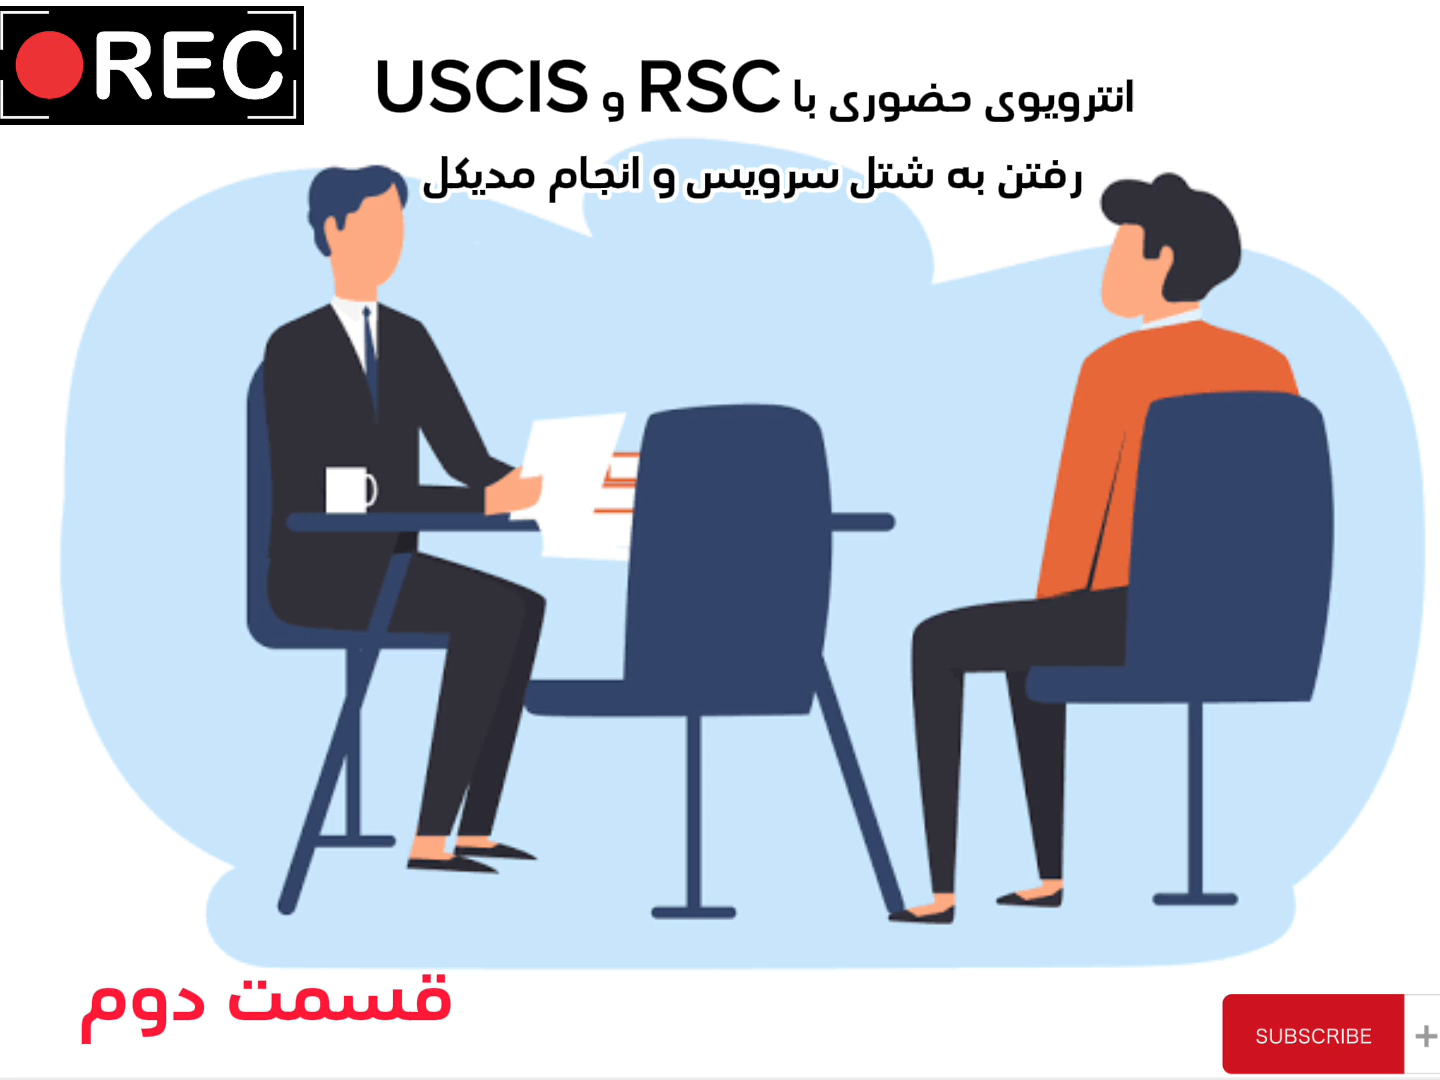 REC
انترویوی حضوری با RSC و USCIS
رفتن به شتل سرویس و انجام مدیکل
قسمت دوم
SUBSCRIBE +